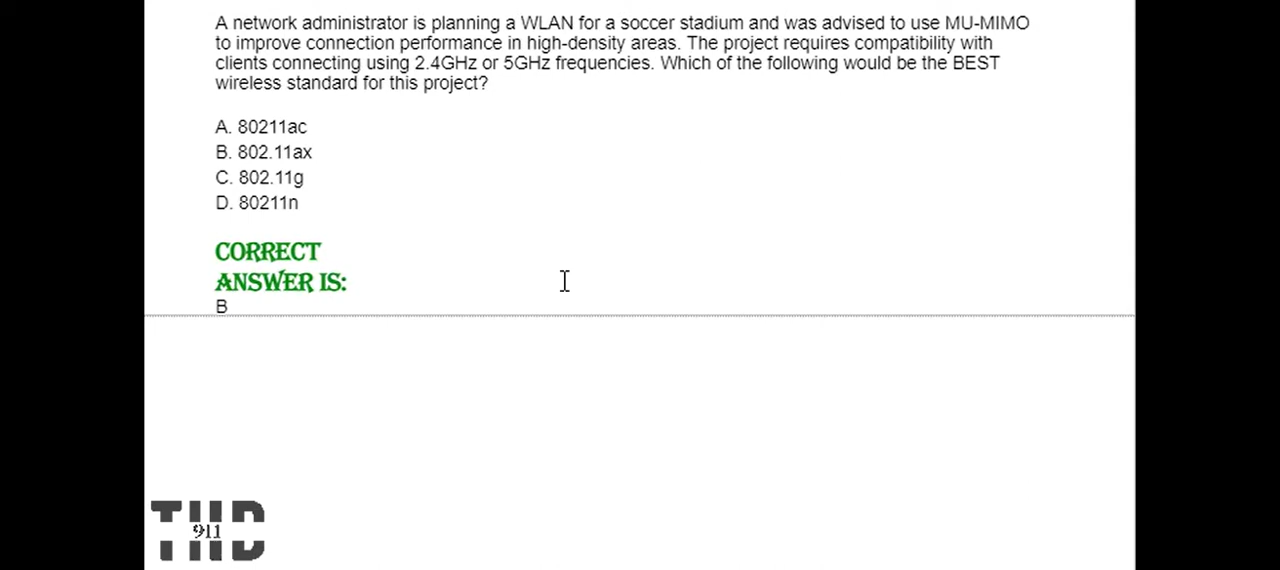 A network administrator is planning a WLAN for a soccer stadium and was advised to use MU-MIMO
to improve connection performance in high-density areas. The project requires compatibility with
clients connecting using 2.4GHz or 5GHz frequencies. Which of the following would be the BEST
wireless standard for this project?
A. 80211ac
B. 802.11ax
C. 802.11g
D. 80211n
CORRECT
ANSWER IS:
B
THD
911